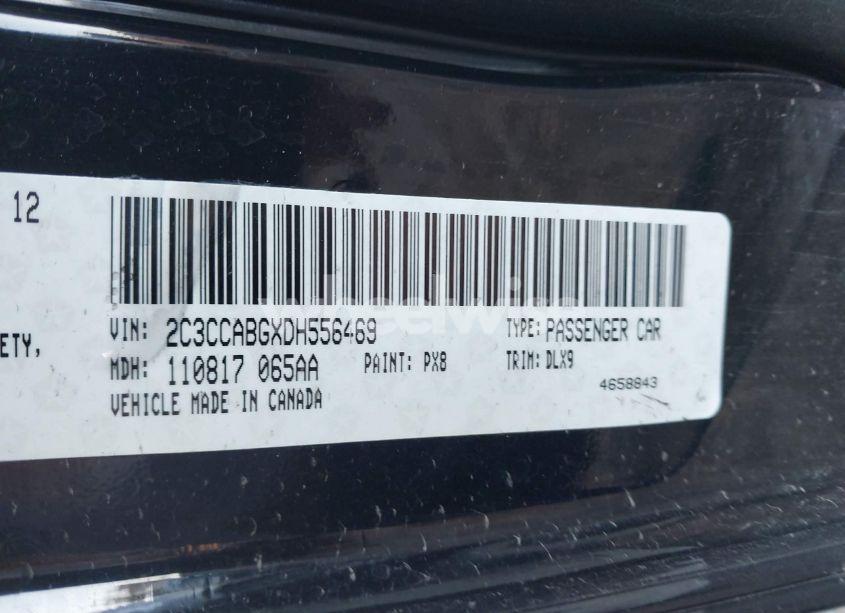 12
wheelwise
ETY,
VIN: 2C3CCABGXDH556469
TYPE: PASSENGER CAR
MDH: 110817 065AA
PAINT: PX8
TRIM: DLX9
VEHICLE MADE IN CANADA
4658843